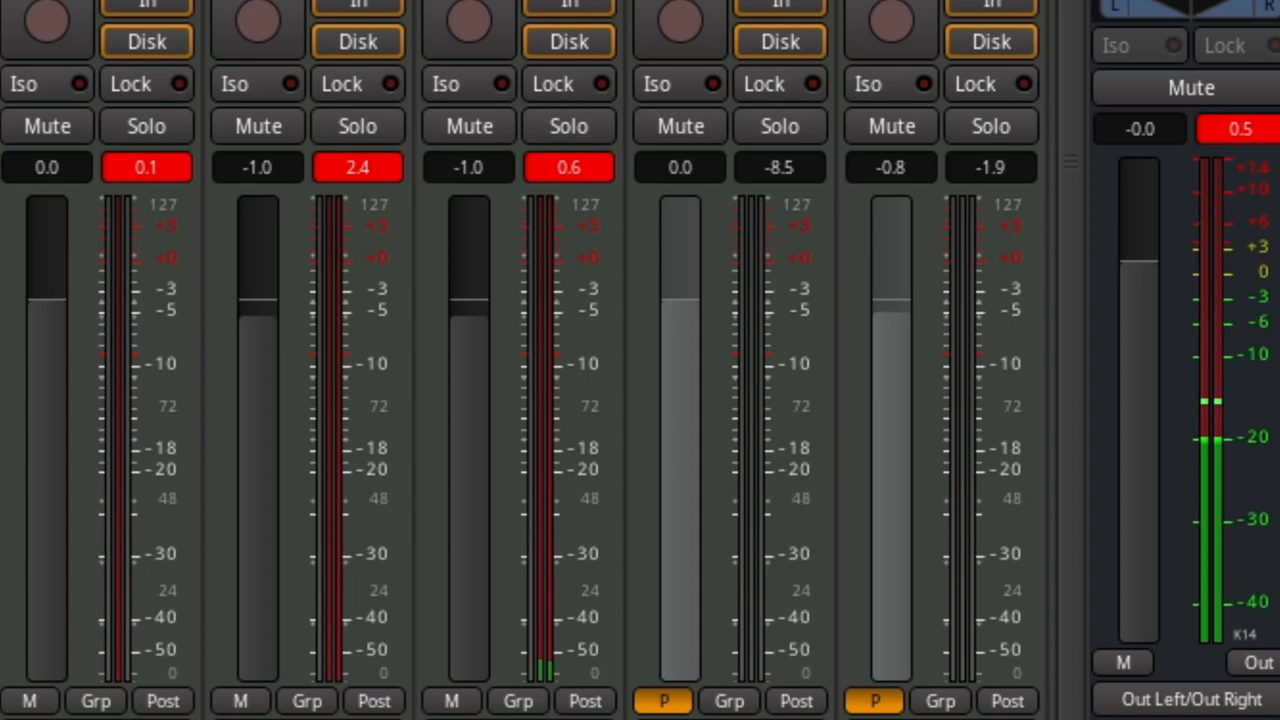 In In In In In L R
Disk Disk Disk Disk Disk
Iso Lock Iso Lock Iso Lock Iso Lock Iso Lock Iso Lock
Mute
Mute Solo Mute Solo Mute Solo Mute Solo Mute Solo
-0.0 0.5
0.0 0.1 -1.0 2.4 -1.0 0.6 0.0 -8.5 -0.8 -1.9
+14
+10
127 127 127 127 127
+3 +3 +3 +3 +3 +6
+3
+0 +0 +0 +0 +0
0
-3 -3 -3 -3 -3 -3
-5 -5 -5 -5 -5
-6
-10
-10 -10 -10 -10 -10
72 72 72 72 72
-20
-18 -18 -18 -18 -18
-20 -20 -20 -20 -20
48 48 48 48 48
-30
-30 -30 -30 -30 -30
24 24 24 24 24
-40
-40 -40 -40 -40 -40
K14
-50 -50 -50 -50 -50
M Out
0 0 0 0 0
M Grp Post M Grp Post M Grp Post P Grp Post P Grp Post Out Left/Out Right